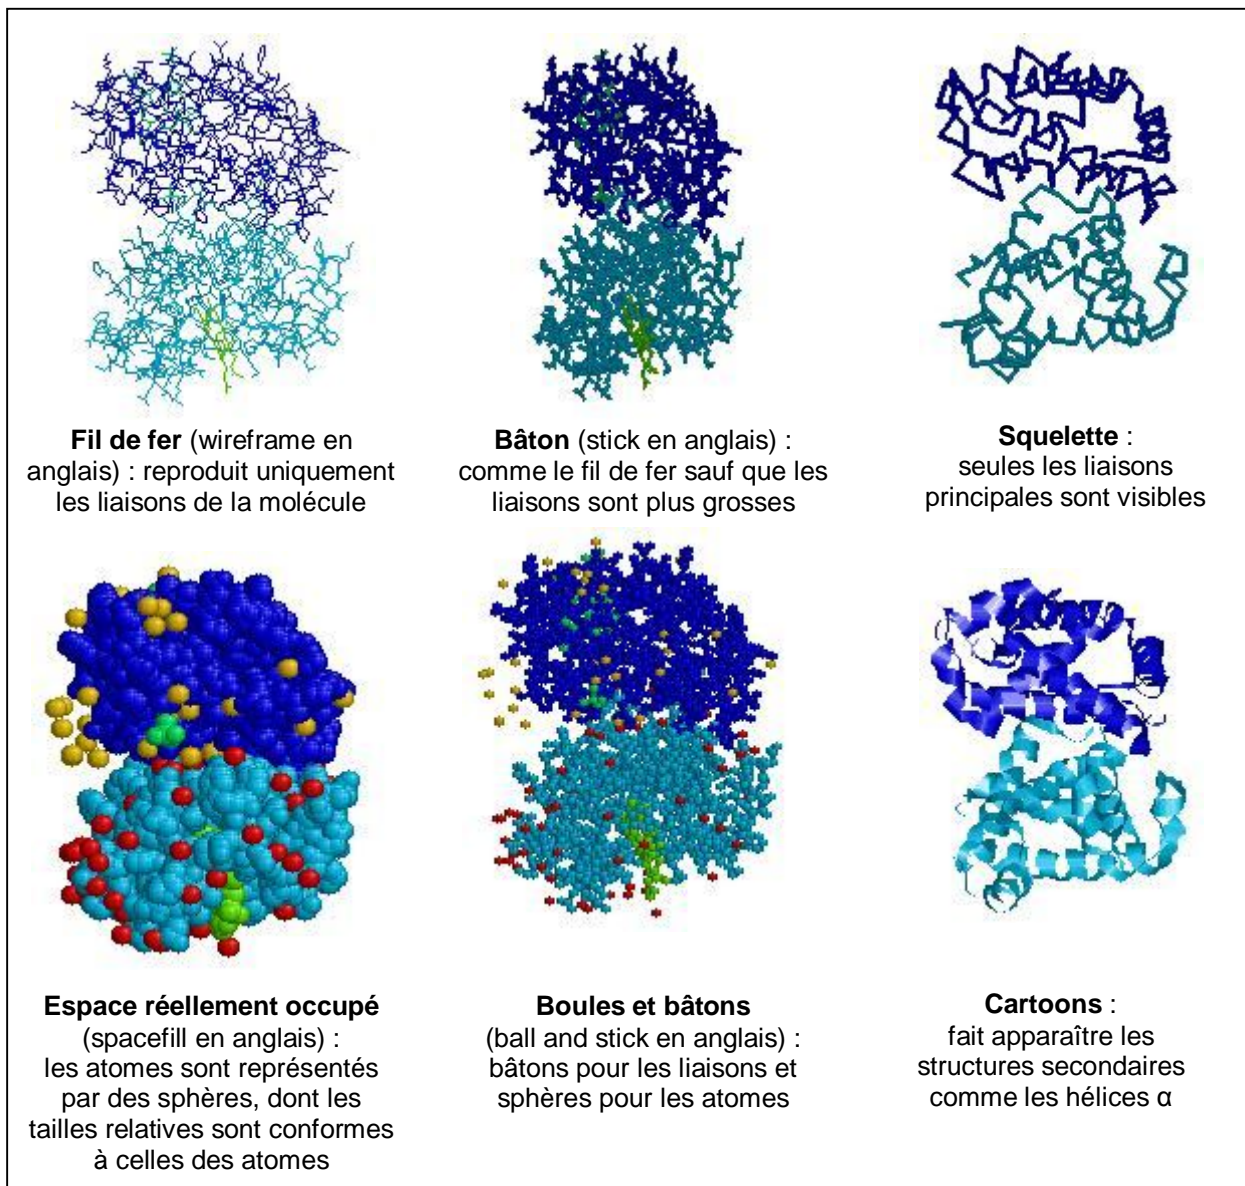 Fil de fer (wireframe en
anglais) : reproduit uniquement
les liaisons de la molécule
Bâton (stick en anglais) :
comme le fil de fer sauf que les
liaisons sont plus grosses
Squelette :
seules les liaisons
principales sont visibles
Espace réellement occupé
(spacefill en anglais) :
les atomes sont représentés
par des sphères, dont les
tailles relatives sont conformes
à celles des atomes
Boules et bâtons
(ball and stick en anglais) :
bâtons pour les liaisons et
sphères pour les atomes
Cartoons :
fait apparaître les
structures secondaires
comme les hélices α